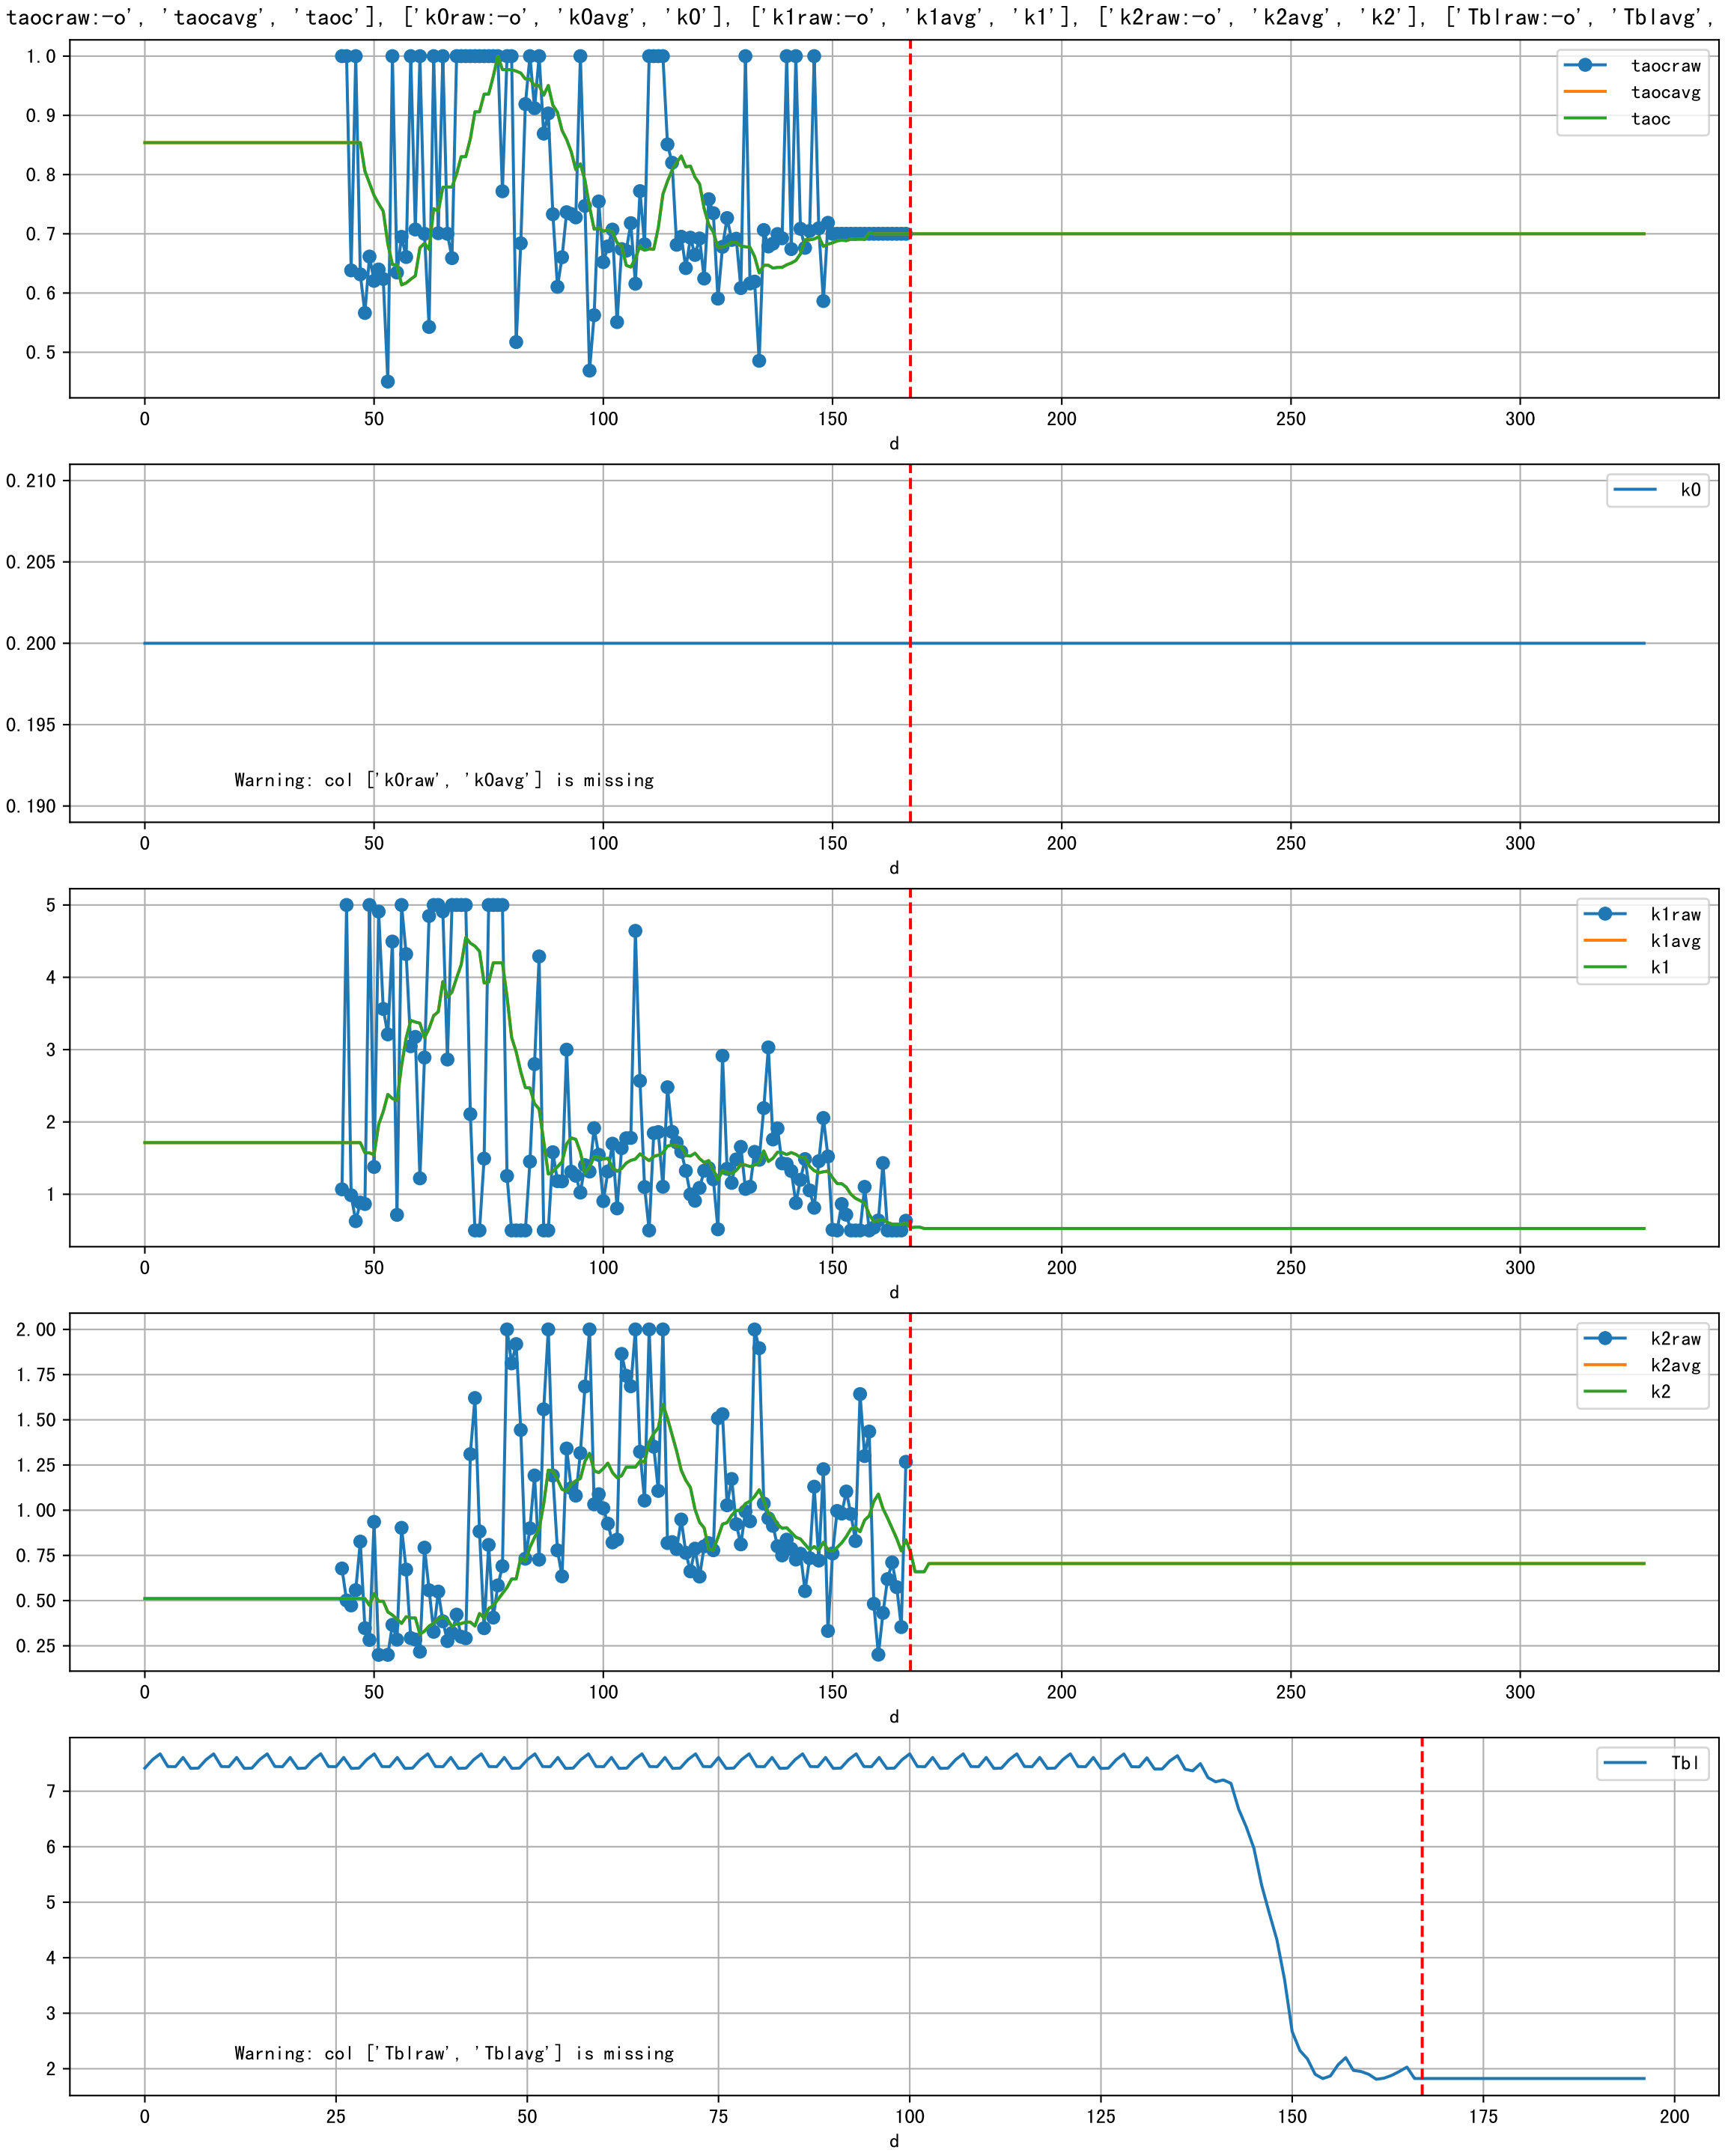 taocraw:-o', 'taocavg', 'taoc'], ['k0raw:-o', 'k0avg', 'k0'], ['k1raw:-o', 'k1avg', 'k1'], ['k2raw:-o', 'k2avg', 'k2'], ['Tblraw:-o', 'Tblavg',
1.0
0.9
0.8
0.7
0.6
0.5
taocraw
taocavg
taoc
0 50 100 150 200 250 300
d
0.210
0.205
0.200
0.195
0.190
k0
Warning: col ['k0raw', 'k0avg'] is missing
0 50 100 150 200 250 300
d
5
4
3
2
1
k1raw
k1avg
k1
0 50 100 150 200 250 300
d
2.00
1.75
1.50
1.25
1.00
0.75
0.50
0.25
k2raw
k2avg
k2
0 50 100 150 200 250 300
d
7
6
5
4
3
2
Tbl
Warning: col ['Tblraw', 'Tblavg'] is missing
0 25 50 75 100 125 150 175 200
d